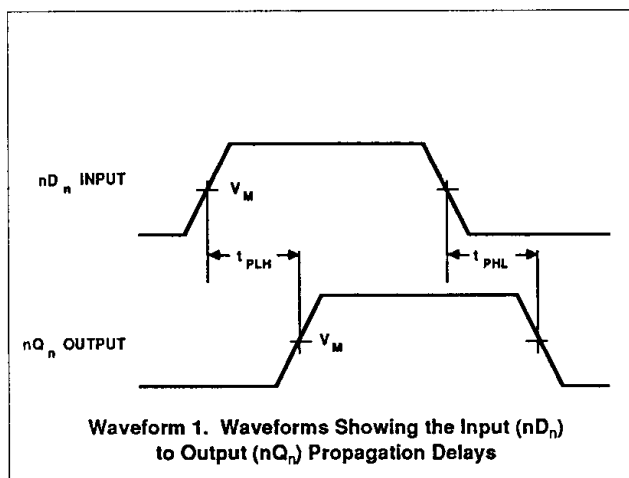 nDn INPUT
VM
tPLH
tPHL
nQn OUTPUT
VM
Waveform 1. Waveforms Showing the Input (nDn)
to Output (nQn) Propagation Delays